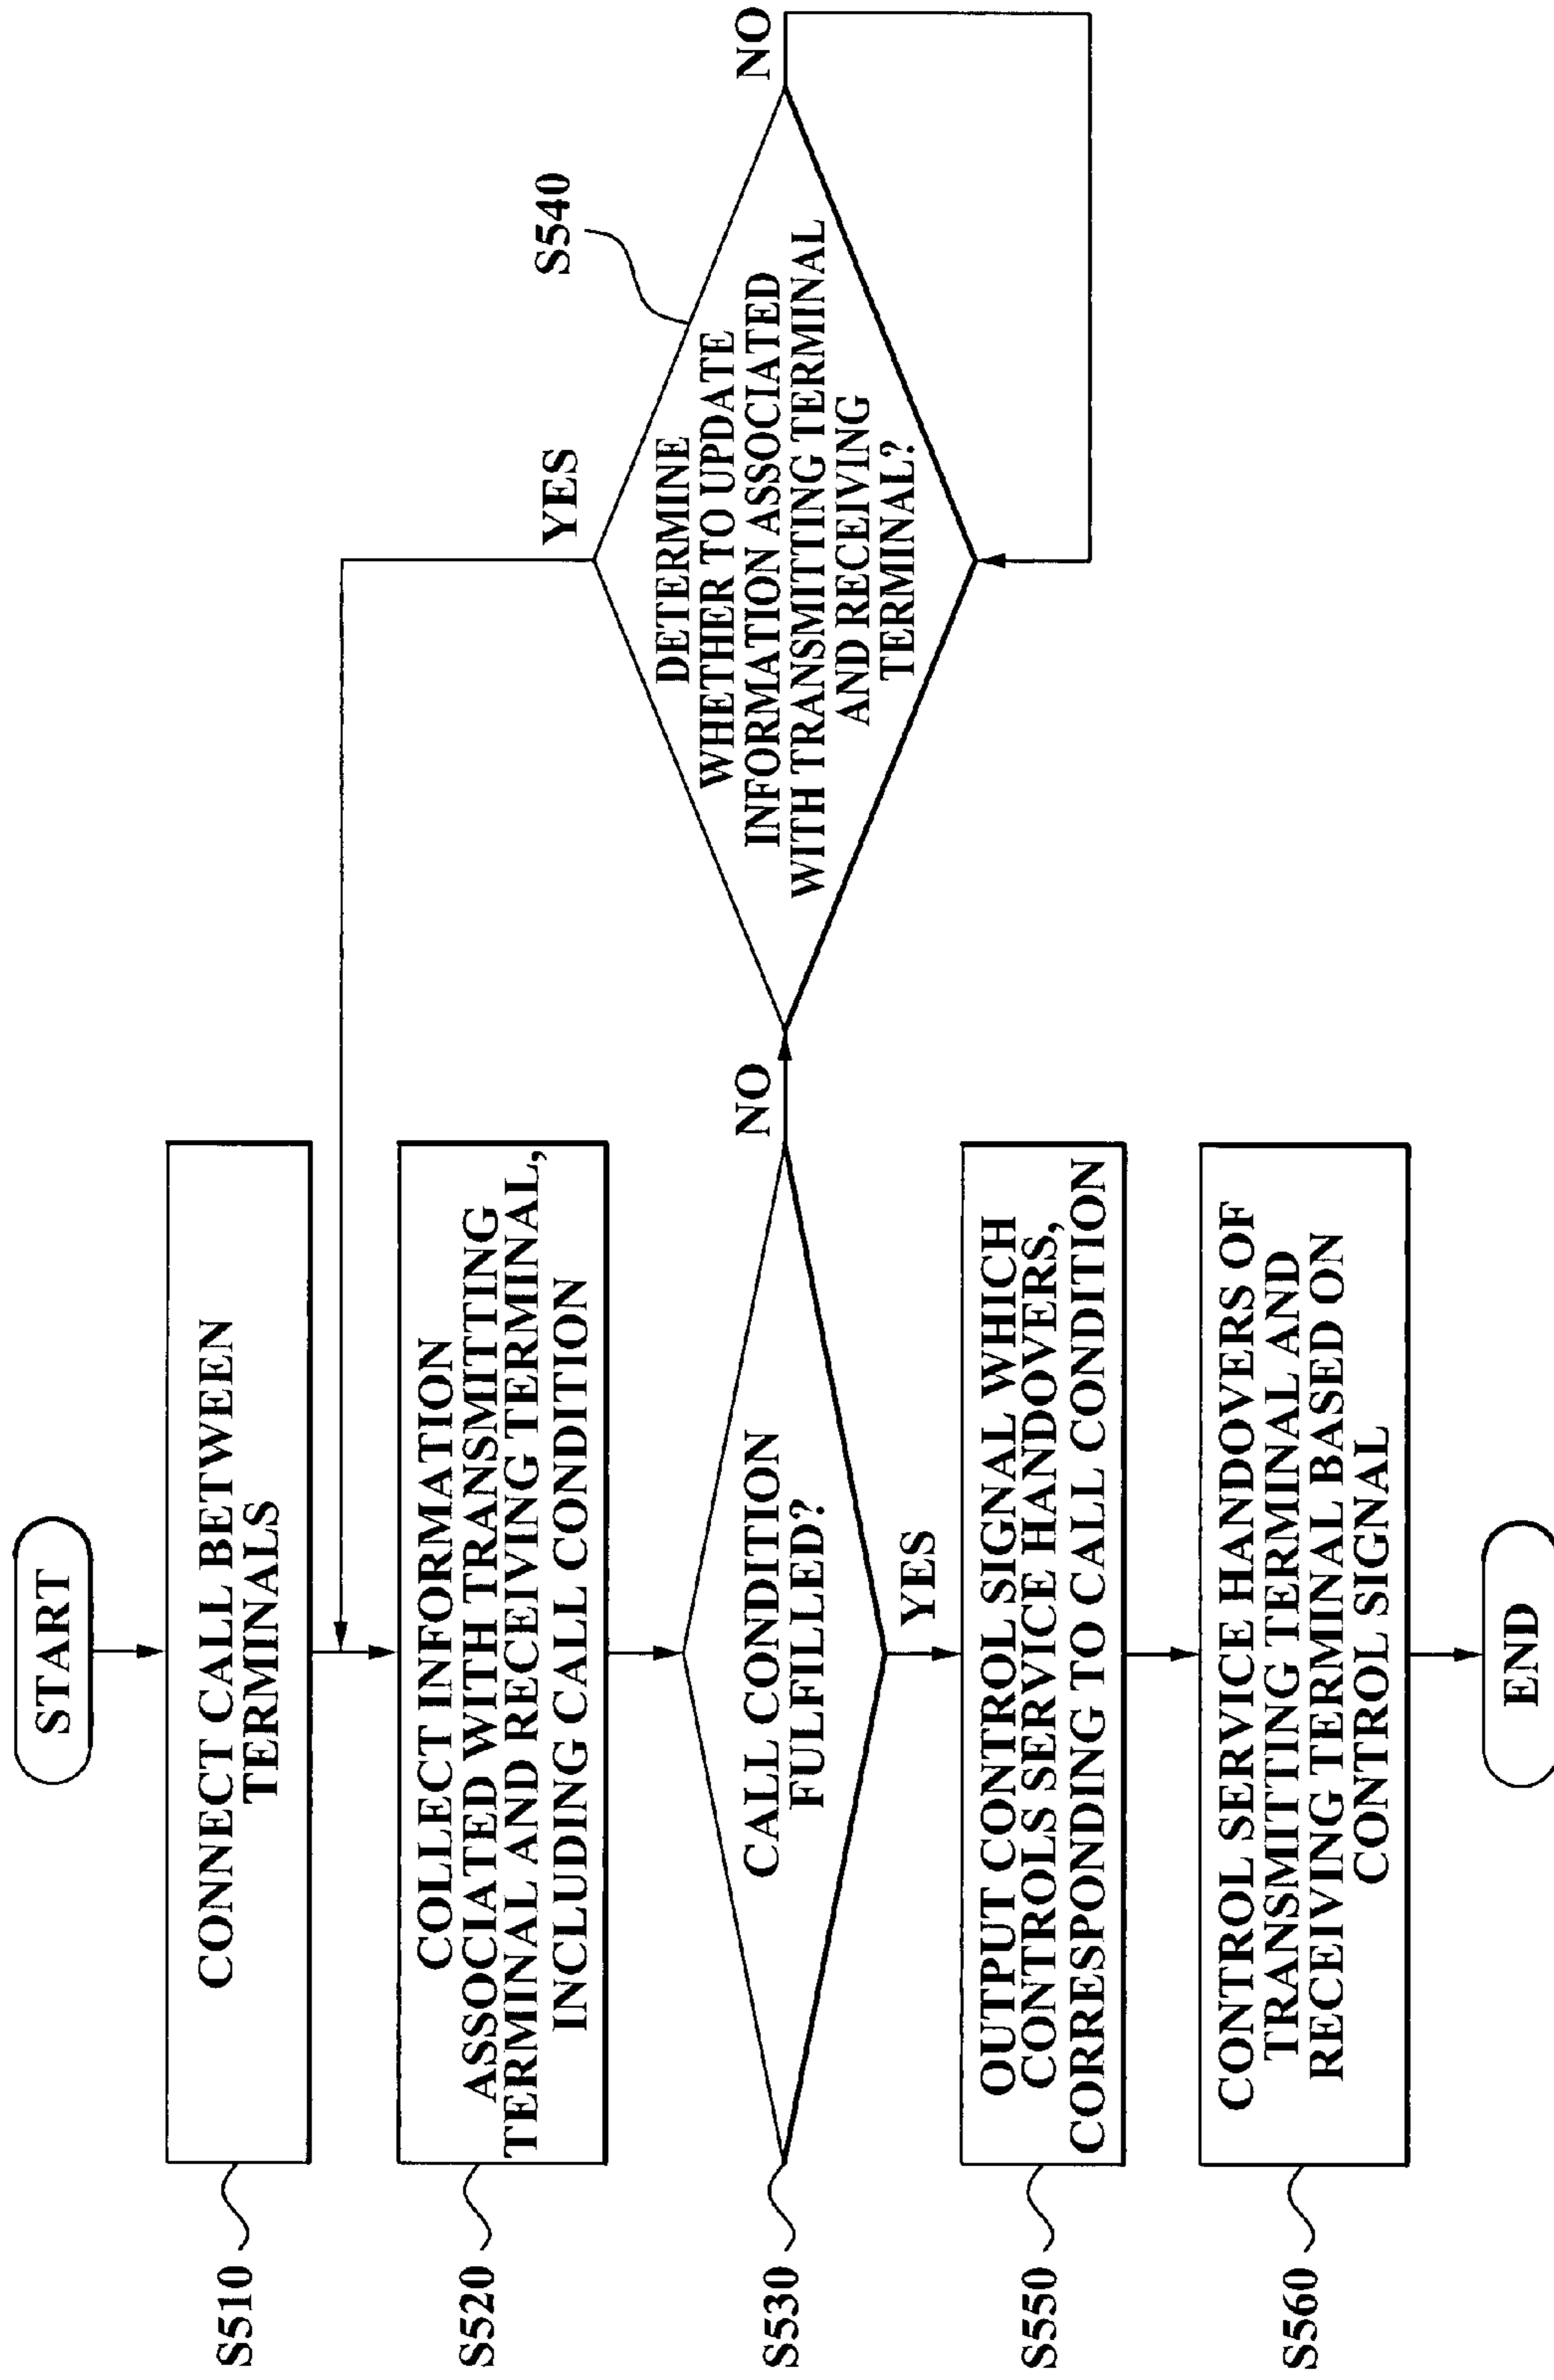 START
S510
CONNECT CALL BETWEEN
TERMINALS
S520
COLLECT INFORMATION
ASSOCIATED WITH TRANSMITTING
TERMINAL AND RECEIVING TERMINAL,
INCLUDING CALL CONDITION
S530
CALL CONDITION
FULFILLED?
NO
YES
S540
DETERMINE
WHETHER TO UPDATE
INFORMATION ASSOCIATED
WITH TRANSMITTING TERMINAL
AND RECEIVING
TERMINAL?
YES
NO
S550
OUTPUT CONTROL SIGNAL WHICH
CONTROLS SERVICE HANDOVERS,
CORRESPONDING TO CALL CONDITION
S560
CONTROL SERVICE HANDOVERS OF
TRANSMITTING TERMINAL AND
RECEIVING TERMINAL BASED ON
CONTROL SIGNAL
END